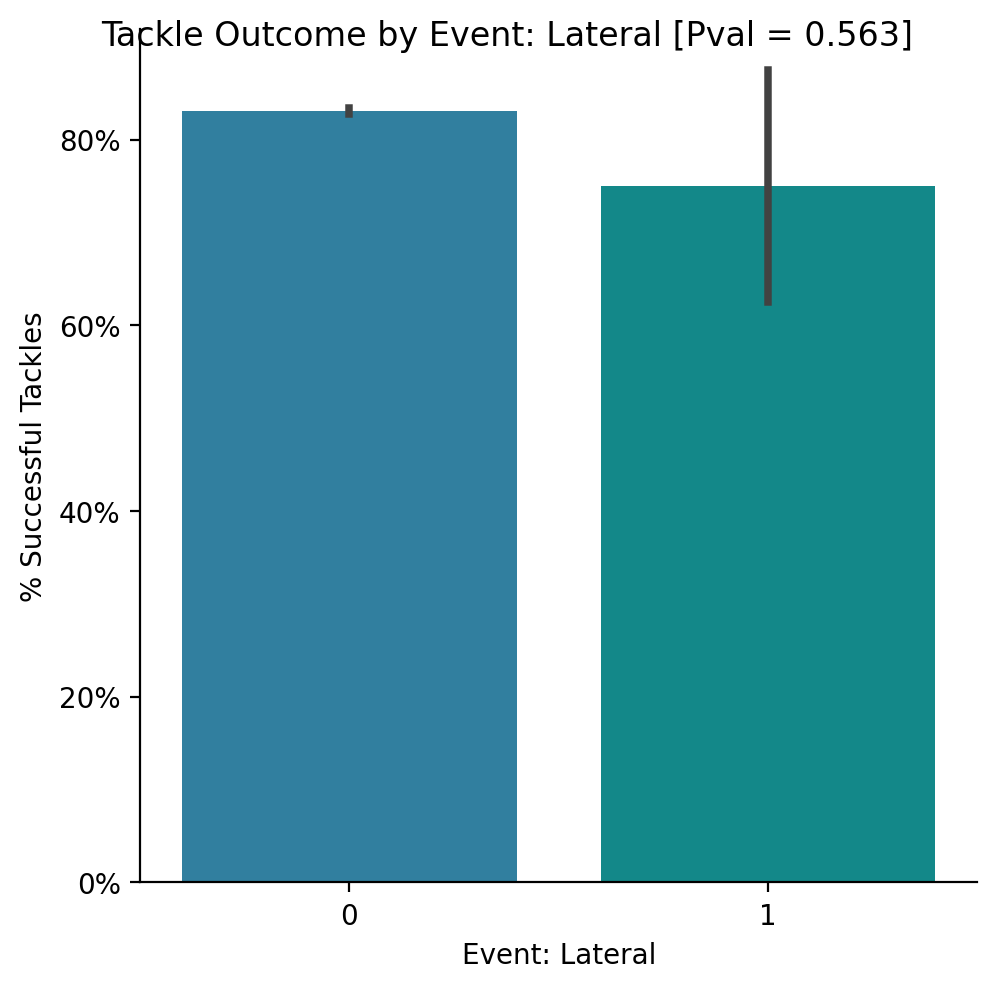 Tackle Outcome by Event: Lateral [Pval = 0.563]
80%
60%
40%
20%
0%
% Successful Tackles
0
1
Event: Lateral